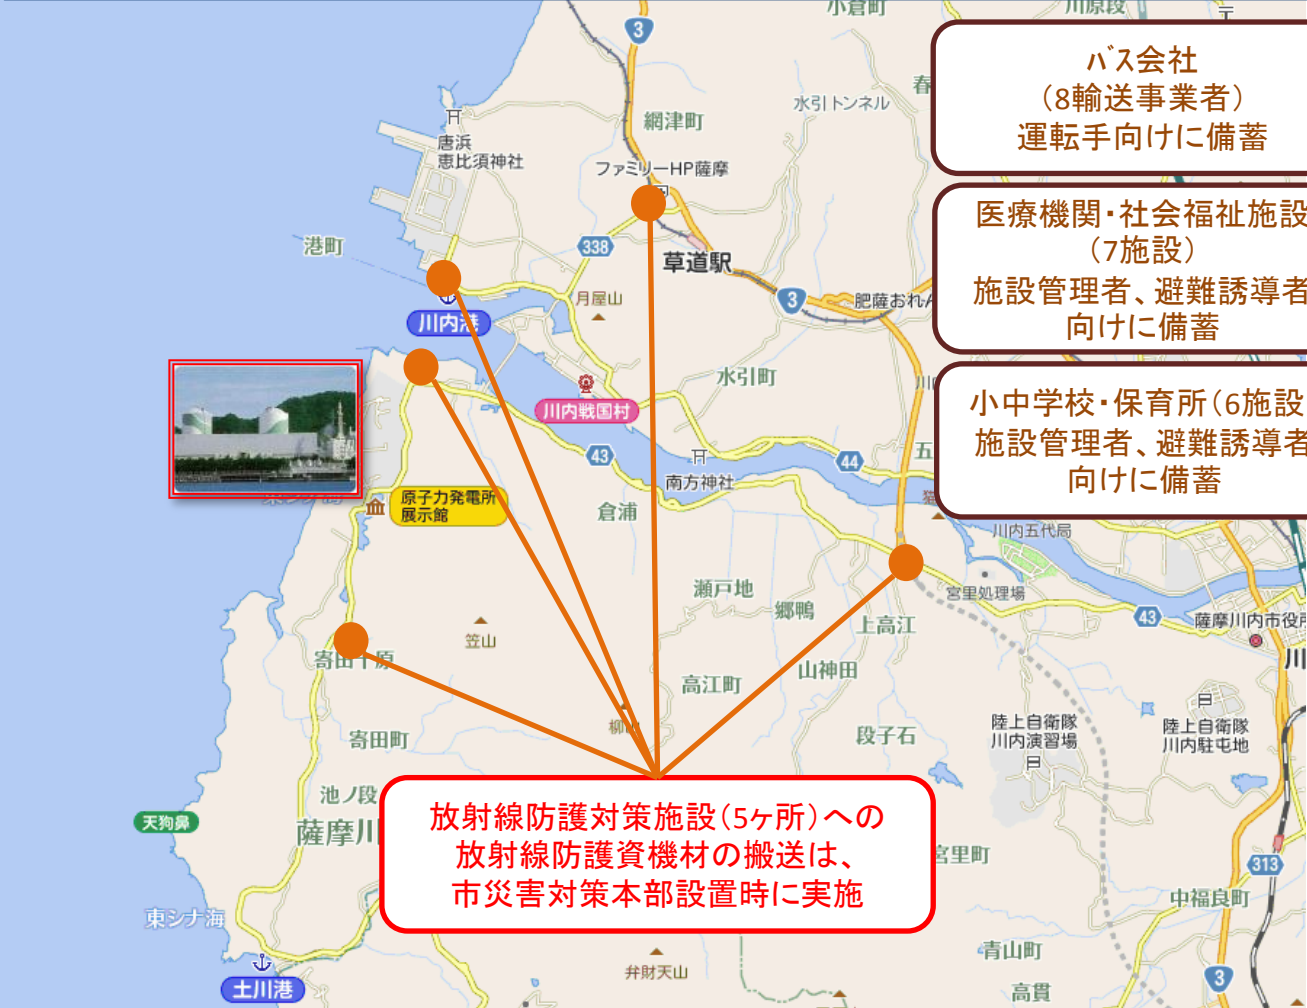 小倉町
川原段
3
バス会社
（8輸送事業者）
運転手向けに備蓄
春
水引トンネル
網津町
唐浜
恵比須神社
ファミリーHP薩摩
医療機関・社会福祉施設
（7施設）
施設管理者、避難誘導者
向けに備蓄
港町
338
草道駅
月屋山
3
肥薩おれん
川内港
水引町
川内戦国村
小中学校・保育所（6施設
施設管理者、避難誘導者
向けに備蓄
43
44
五
南方神社
原子力発電所
展示館
倉浦
川内五代局
瀬戸地
郷鴨
宮里処理場
上高江
43
薩摩川内市役所
笠山
寄田十原
山神田
高江町
川
柳山
陸上自衛隊
川内演習場
陸上自衛隊
川内駐屯地
寄田町
段子石
池ノ段
天狗鼻
薩摩川
放射線防護対策施設（5ヶ所）への
放射線防護資機材の搬送は、
市災害対策本部設置時に実施
宮里町
313
中福良町
東シナ海
青山町
弁財天山
3
土川港
高貫